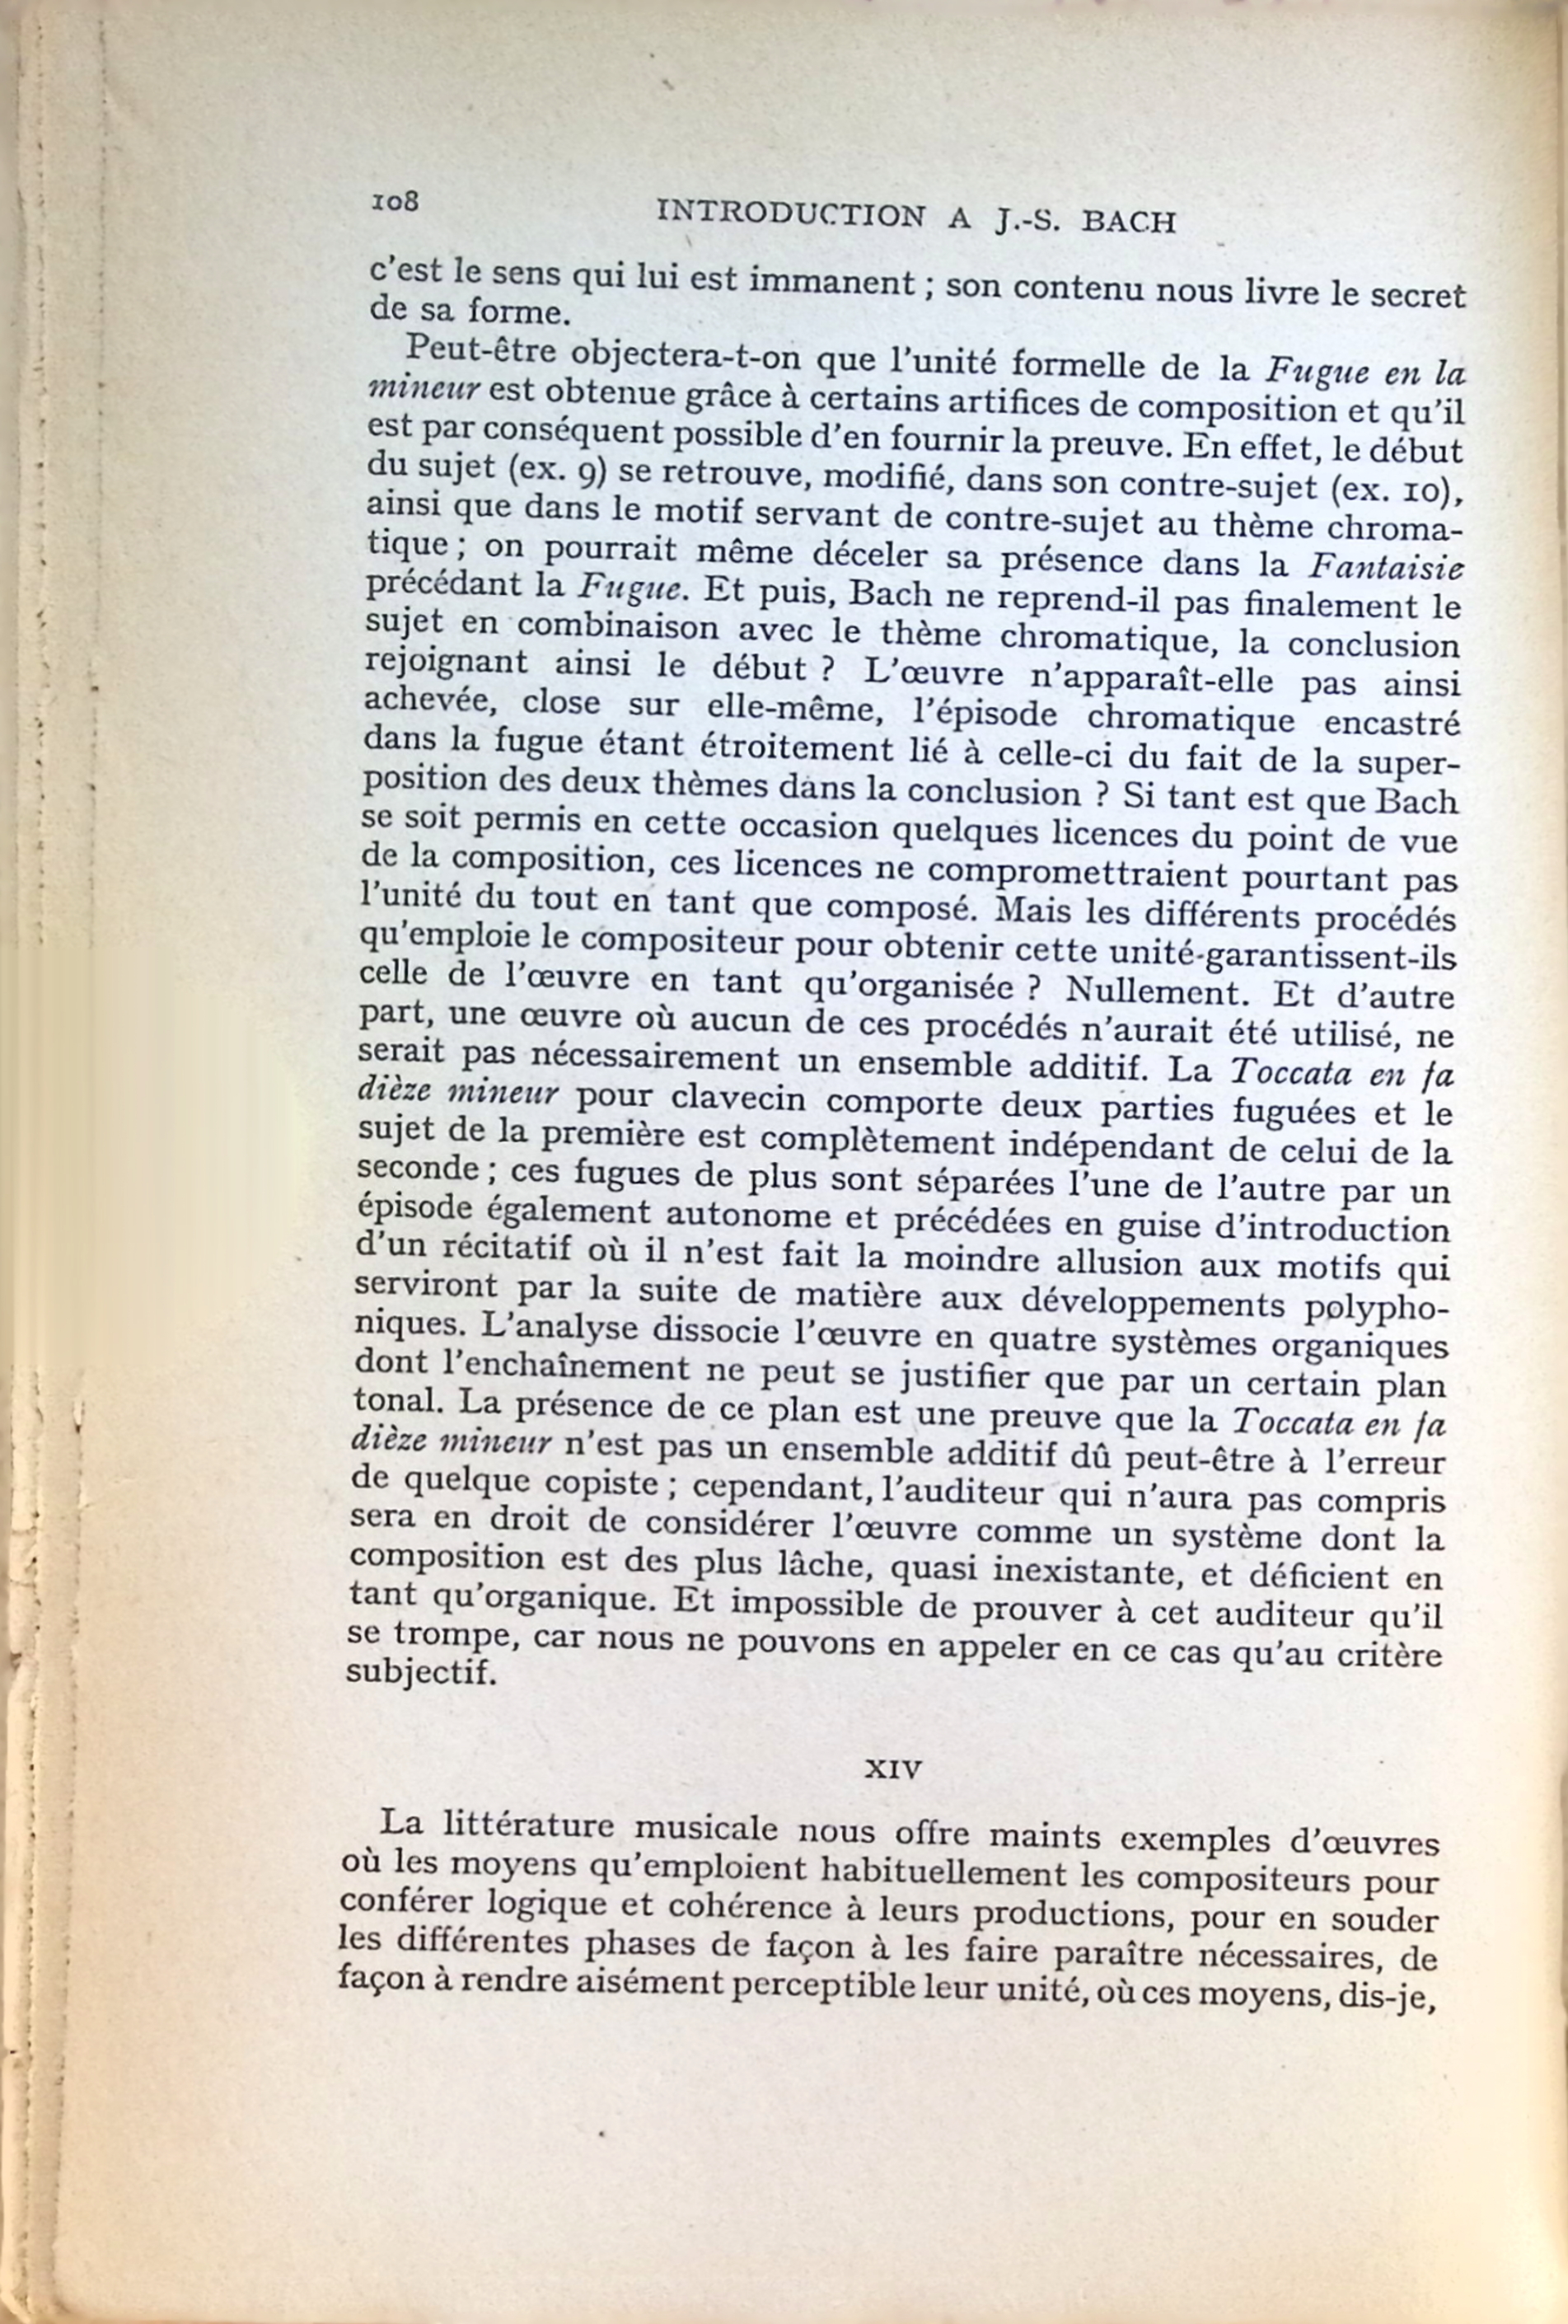 108
INTRODUCTION A J.-S. BACH
c'est le sens qui lui est immanent ; son contenu nous livre le secret
de sa forme.
Peut-être objectera-t-on que l'unité formelle de la Fugue en la
mineur est obtenue grâce à certains artifices de composition et qu'il
est par conséquent possible d'en fournir la preuve. En effet, le début
du sujet (ex. 9) se retrouve, modifié, dans son contre-sujet (ex. 10),
ainsi que dans le motif servant de contre-sujet au thème chroma-
tique ; on pourrait même déceler sa présence dans la Fantaisie
précédant la Fugue. Et puis, Bach ne reprend-il pas finalement le
sujet en combinaison avec le thème chromatique, la conclusion
rejoignant ainsi le début ? L'œuvre n'apparaît-elle pas ainsi
achevée, close sur elle-même, l'épisode chromatique encastré
dans la fugue étant étroitement lié à celle-ci du fait de la super-
position des deux thèmes dans la conclusion ? Si tant est que Bach
se soit permis en cette occasion quelques licences du point de vue
de la composition, ces licences ne compromettraient pourtant pas
l'unité du tout en tant que composé. Mais les différents procédés
qu'emploie le compositeur pour obtenir cette unité-garantissent-ils
celle de l'œuvre en tant qu'organisée ? Nullement. Et d'autre
part, une œuvre où aucun de ces procédés n'aurait été utilisé, ne
serait pas nécessairement un ensemble additif. La Toccata en fa
dièze mineur pour clavecin comporte deux parties fuguées et le
sujet de la première est complètement indépendant de celui de la
seconde ; ces fugues de plus sont séparées l'une de l'autre par un
épisode également autonome et précédées en guise d'introduction
d'un récitatif où il n'est fait la moindre allusion aux motifs qui
serviront par la suite de matière aux développements polypho-
niques. L'analyse dissocie l'œuvre en quatre systèmes organiques
dont l'enchaînement ne peut se justifier que par un certain plan
tonal. La présence de ce plan est une preuve que la Toccata en fa
dièze mineur n'est pas un ensemble additif dû peut-être à l'erreur
de quelque copiste ; cependant, l'auditeur qui n'aura pas compris
sera en droit de considérer l'œuvre comme un système dont la
composition est des plus lâche, quasi inexistante, et déficient en
tant qu'organique. Et impossible de prouver à cet auditeur qu'il
se trompe, car nous ne pouvons en appeler en ce cas qu'au critère
subjectif.
XIV
La littérature musicale nous offre maints exemples d'œuvres
où les moyens qu'emploient habituellement les compositeurs pour
conférer logique et cohérence à leurs productions, pour en souder
les différentes phases de façon à les faire paraître nécessaires, de
façon à rendre aisément perceptible leur unité, où ces moyens, dis-je,